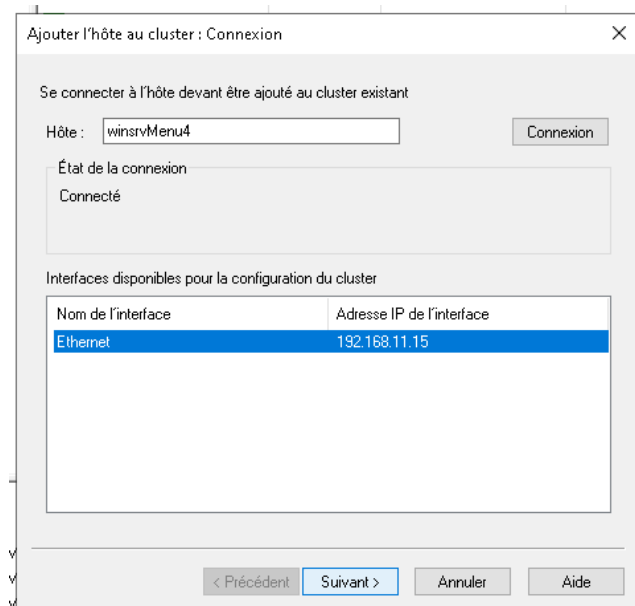 Ajouter l'hôte au cluster : Connexion
Se connecter à l'hôte devant être ajouté au cluster existant
Hôte : winsrvMenu4 Connexion
État de la connexion
Connecté
Interfaces disponibles pour la configuration du cluster
Nom de l'interface Adresse IP de l'interface
Ethernet 192.168.11.15
< Précédent Suivant > Annuler Aide